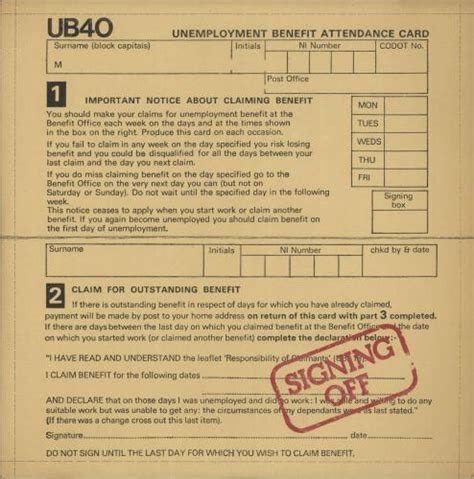 UB40 UNEMPLOYMENT BENEFIT ATTENDANCE CARD
Surname (block capitals) Initials NI Number CODOT No.
M
Post Office
1 IMPORTANT NOTICE ABOUT CLAIMING BENEFIT
You should make your claims for unemployment benefit at the
Benefit Office each week on the days and at the times shown
in the box on the right. Produce this card on each occasion.
If you fail to claim in any week on the day specified you risk losing
benefit and you could be disqualified for all the days between your
last claim and the day you next claim.
If you do miss claiming benefit on the day specified go to the
Benefit Office on the very next day you can (but not on
Saturday or Sunday). Do not wait until the specified day in the following
week.
This notice ceases to apply when you start work or claim another
benefit. If you again become unemployed you should claim benefit on
the first day of unemployment.
MON
TUES
WEDS
THU
FRI
Signing
box
Surname Initials NI Number chkd by & date
2 CLAIM FOR OUTSTANDING BENEFIT
If there is outstanding benefit in respect of days for which you have already claimed,
payment will be made by post to your home address on return of this card with part 3 completed.
If there are days between the last day on which you claimed benefit at the Benefit Office and the date
on which you started work (or claimed another benefit) complete the declaration below:-
"I HAVE READ AND UNDERSTAND the leaflet 'Responsibility of Claimants'
I CLAIM BENEFIT for the following dates
AND DECLARE that on those days I was unemployed and did no work: I was able and willing to do any
suitable work but was unable to get any: the circumstances of my dependants were as last stated."
(If there was a change cross out this last item).
Signature date
DO NOT SIGN UNTIL THE LAST DAY FOR WHICH YOU WISH TO CLAIM BENEFIT.
SIGNING
OFF